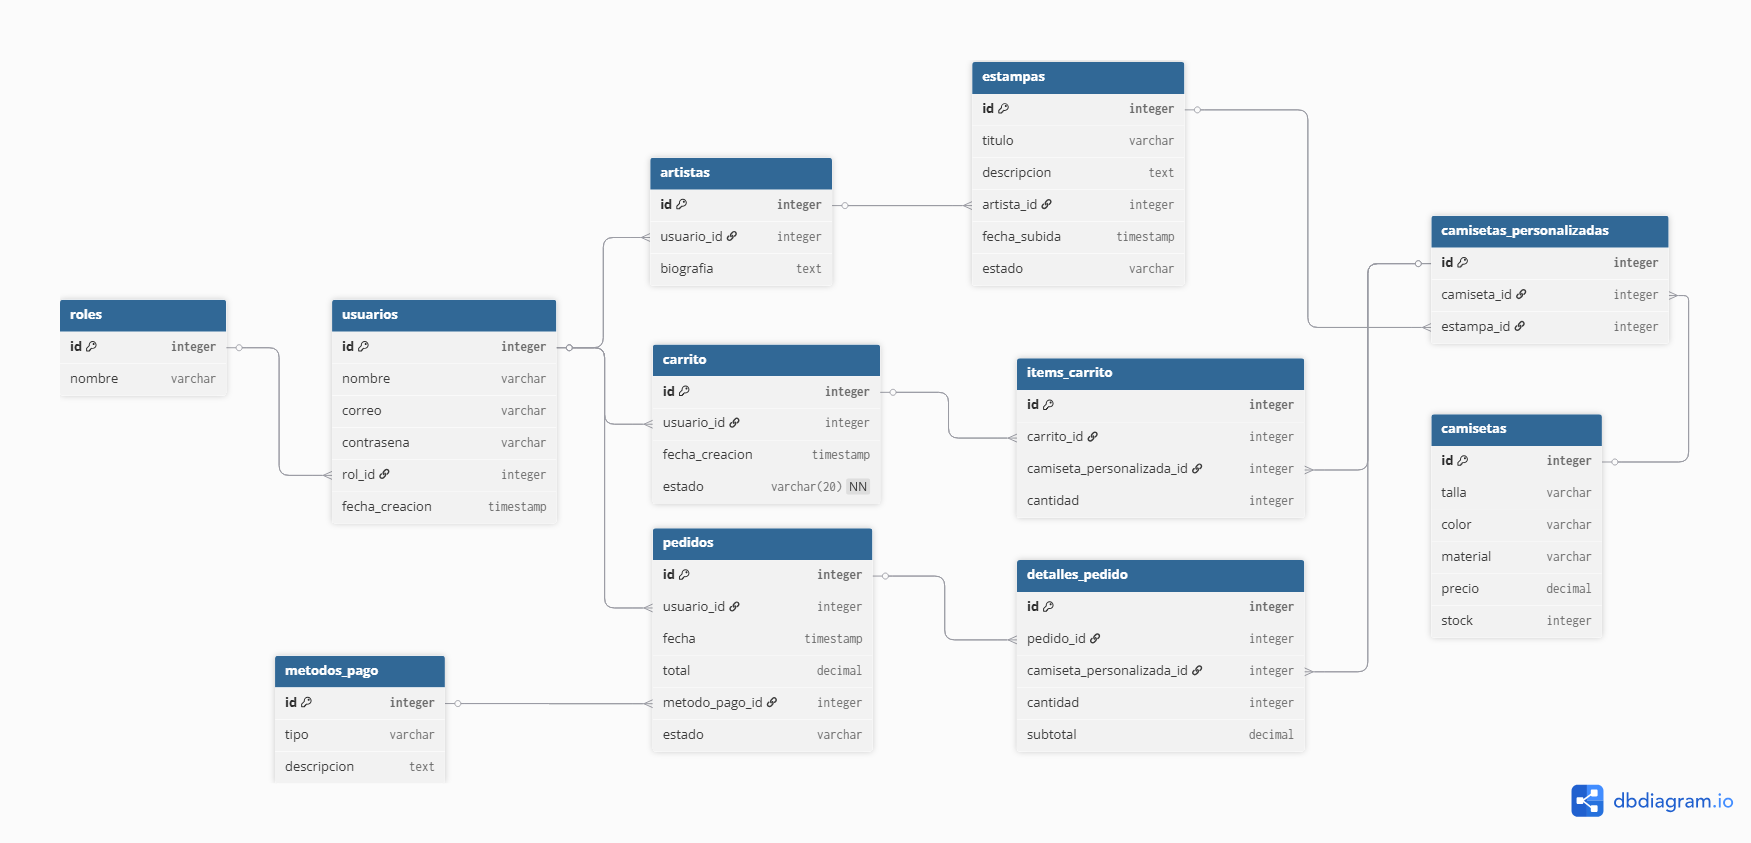 estampas
id integer
titulo varchar
descripcion text
artista_id integer
fecha_subida timestamp
estado varchar
artistas
id integer
usuario_id integer
biografia text
camisetas_personalizadas
id integer
camiseta_id integer
estampa_id integer
roles
id integer
nombre varchar
usuarios
id integer
nombre varchar
correo varchar
contrasena varchar
rol_id integer
fecha_creacion timestamp
carrito
id integer
usuario_id integer
fecha_creacion timestamp
estado varchar(20) NN
items_carrito
id integer
carrito_id integer
camiseta_personalizada_id integer
cantidad integer
camisetas
id integer
talla varchar
color varchar
material varchar
precio decimal
stock integer
pedidos
id integer
usuario_id integer
fecha timestamp
total decimal
metodo_pago_id integer
estado varchar
detalles_pedido
id integer
pedido_id integer
camiseta_personalizada_id integer
cantidad integer
subtotal decimal
metodos_pago
id integer
tipo varchar
descripcion text
dbdiagram.io